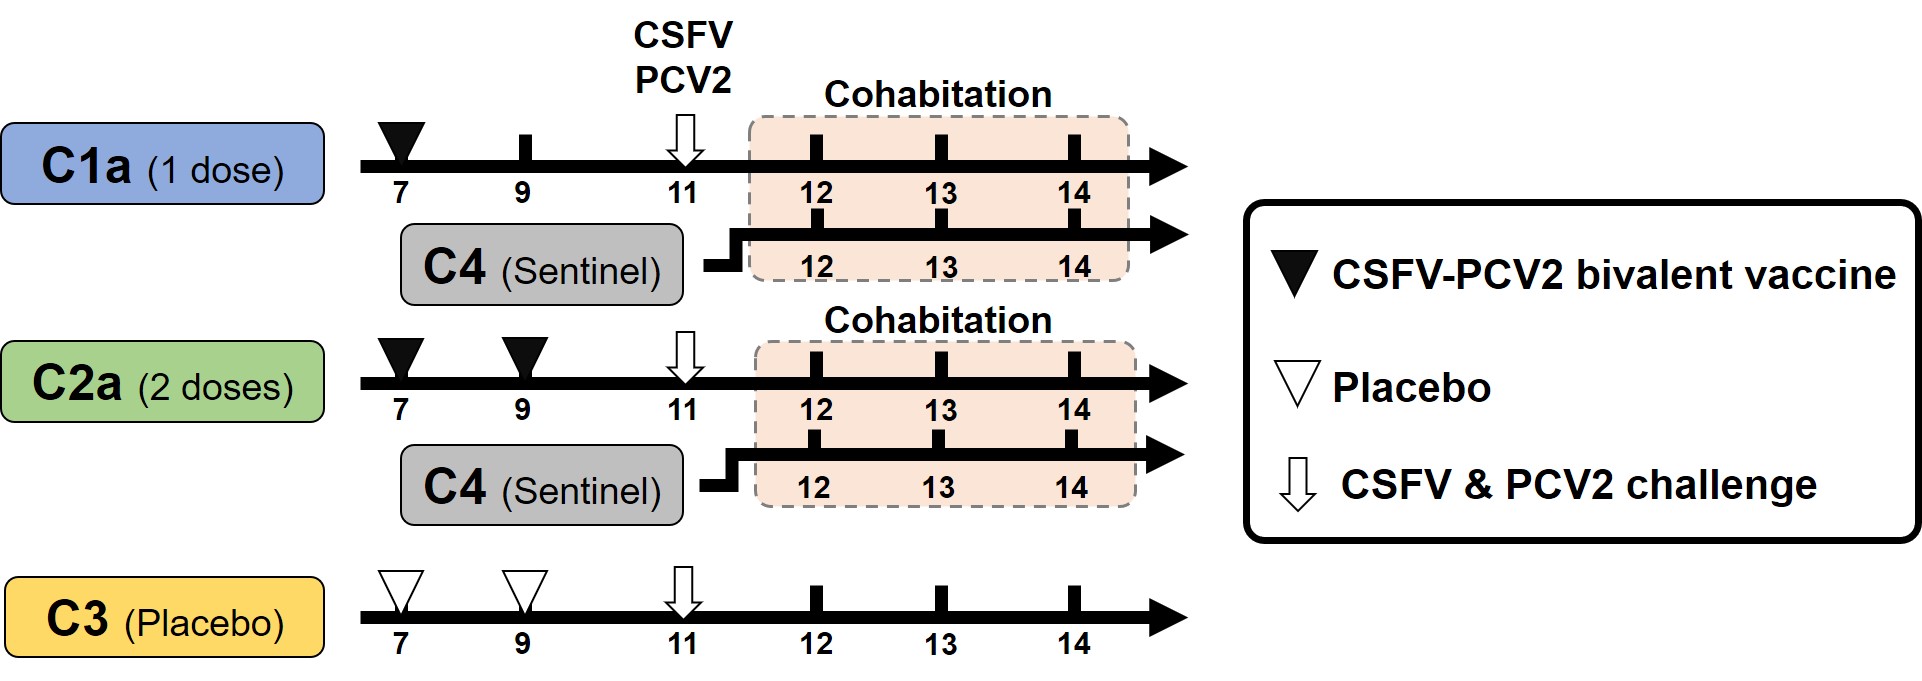 CSFV
PCV2
Cohabitation
C1a (1 dose)
7 9 11 12 13 14
C4 (Sentinel)
12 13 14
Cohabitation
C2a (2 doses)
7 9 11 12 13 14
C4 (Sentinel)
12 13 14
C3 (Placebo)
7 9 11 12 13 14
CSFV-PCV2 bivalent vaccine
Placebo
CSFV & PCV2 challenge